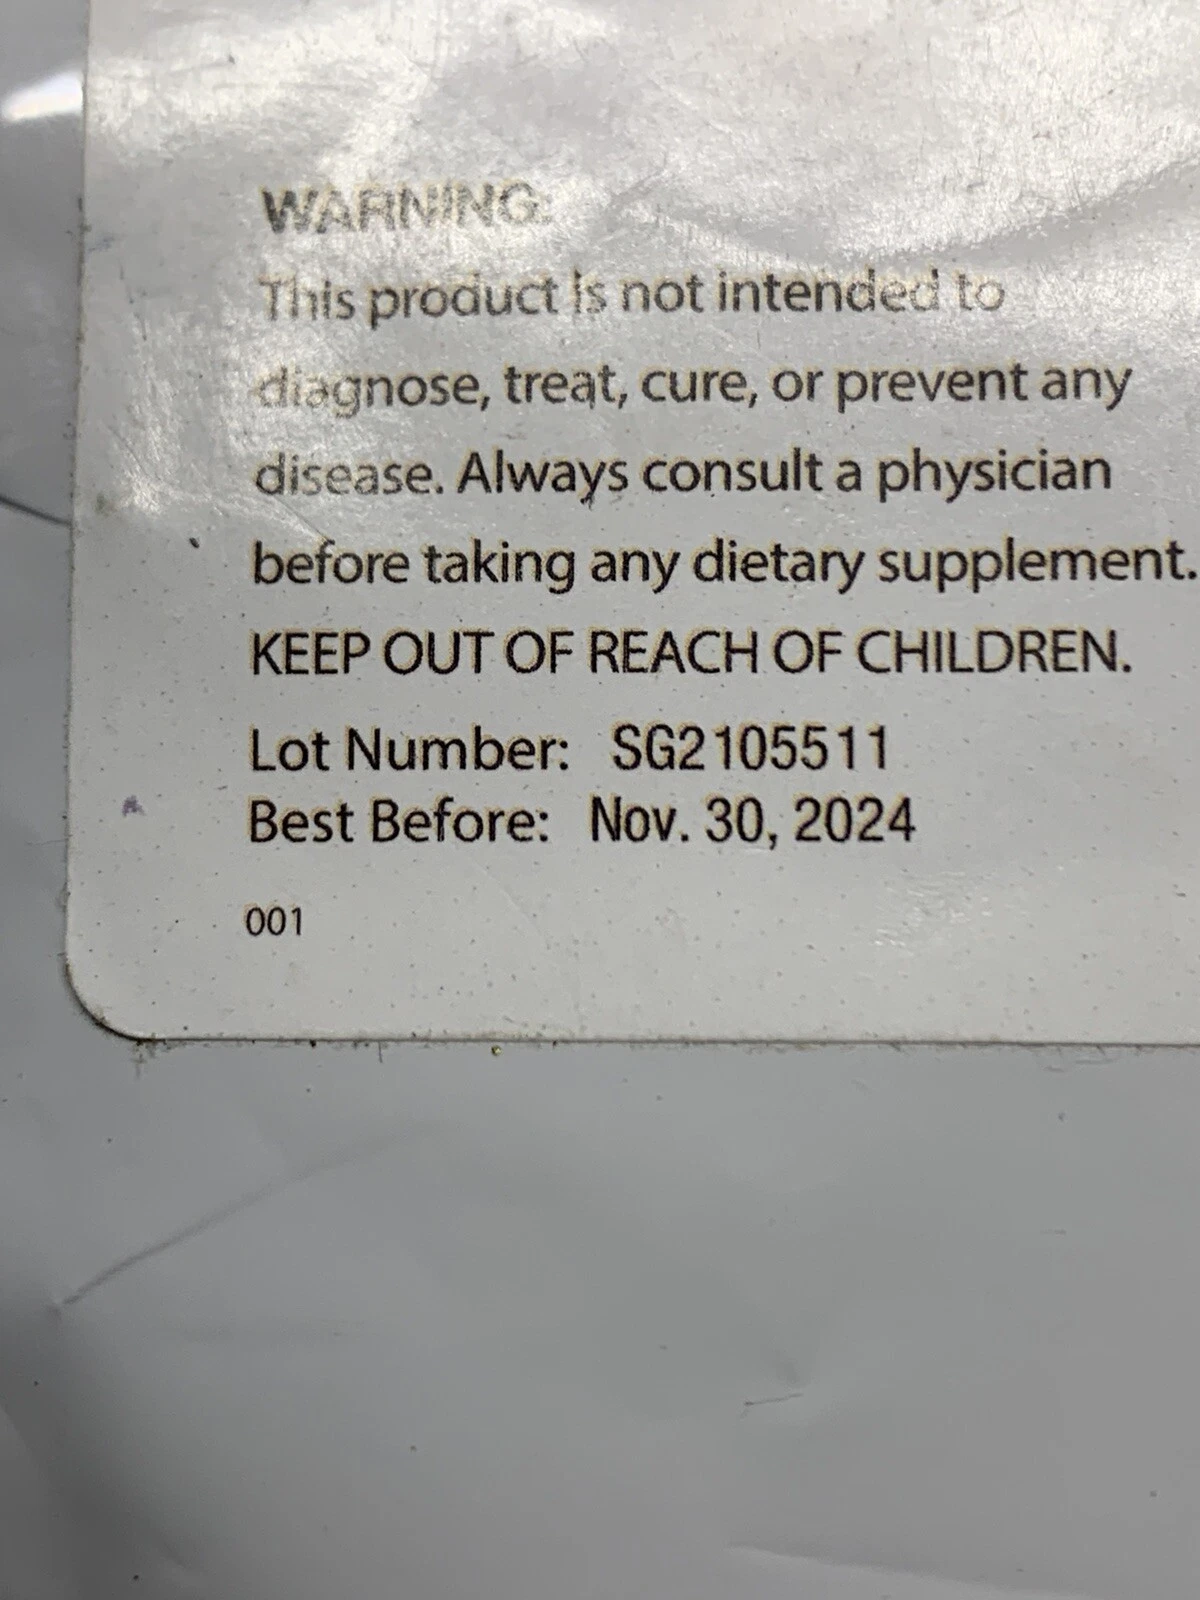 WARNING:
This product is not intended to
diagnose, treat, cure, or prevent any
disease. Always consult a physician
before taking any dietary supplement.
KEEP OUT OF REACH OF CHILDREN.
Lot Number: SG2105511
Best Before: Nov. 30, 2024
001